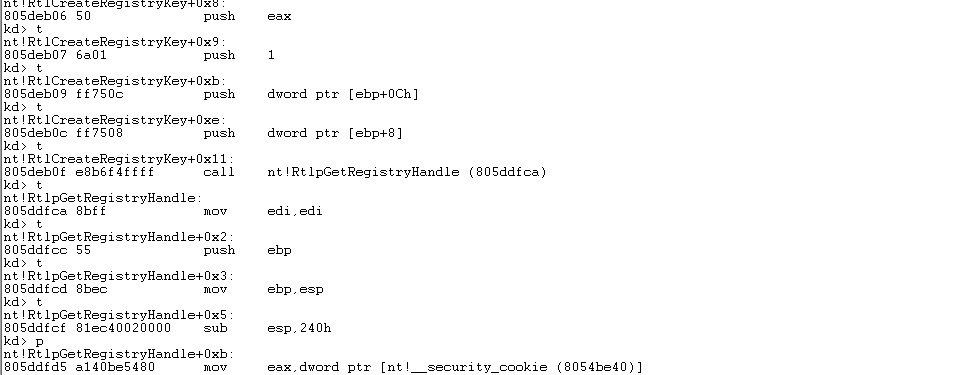 nt!RtlCreateRegistryKey+0x8:
805deb06 50 push eax
kd> t
nt!RtlCreateRegistryKey+0x9:
805deb07 6a01 push 1
kd> t
nt!RtlCreateRegistryKey+0xb:
805deb09 ff750c push dword ptr [ebp+0Ch]
kd> t
nt!RtlCreateRegistryKey+0xe:
805deb0c ff7508 push dword ptr [ebp+8]
kd> t
nt!RtlCreateRegistryKey+0x11:
805deb0f e8b6f4ffff call nt!RtlpGetRegistryHandle (805ddfca)
kd> t
nt!RtlpGetRegistryHandle:
805ddfca 8bff mov edi,edi
kd> t
nt!RtlpGetRegistryHandle+0x2:
805ddfcc 55 push ebp
kd> t
nt!RtlpGetRegistryHandle+0x3:
805ddfcd 8bec mov ebp,esp
kd> t
nt!RtlpGetRegistryHandle+0x5:
805ddfcf 81ec40020000 sub esp,240h
kd> p
nt!RtlpGetRegistryHandle+0xb:
805ddfd5 a140be5480 mov eax,dword ptr [nt!__security_cookie (8054be40)]